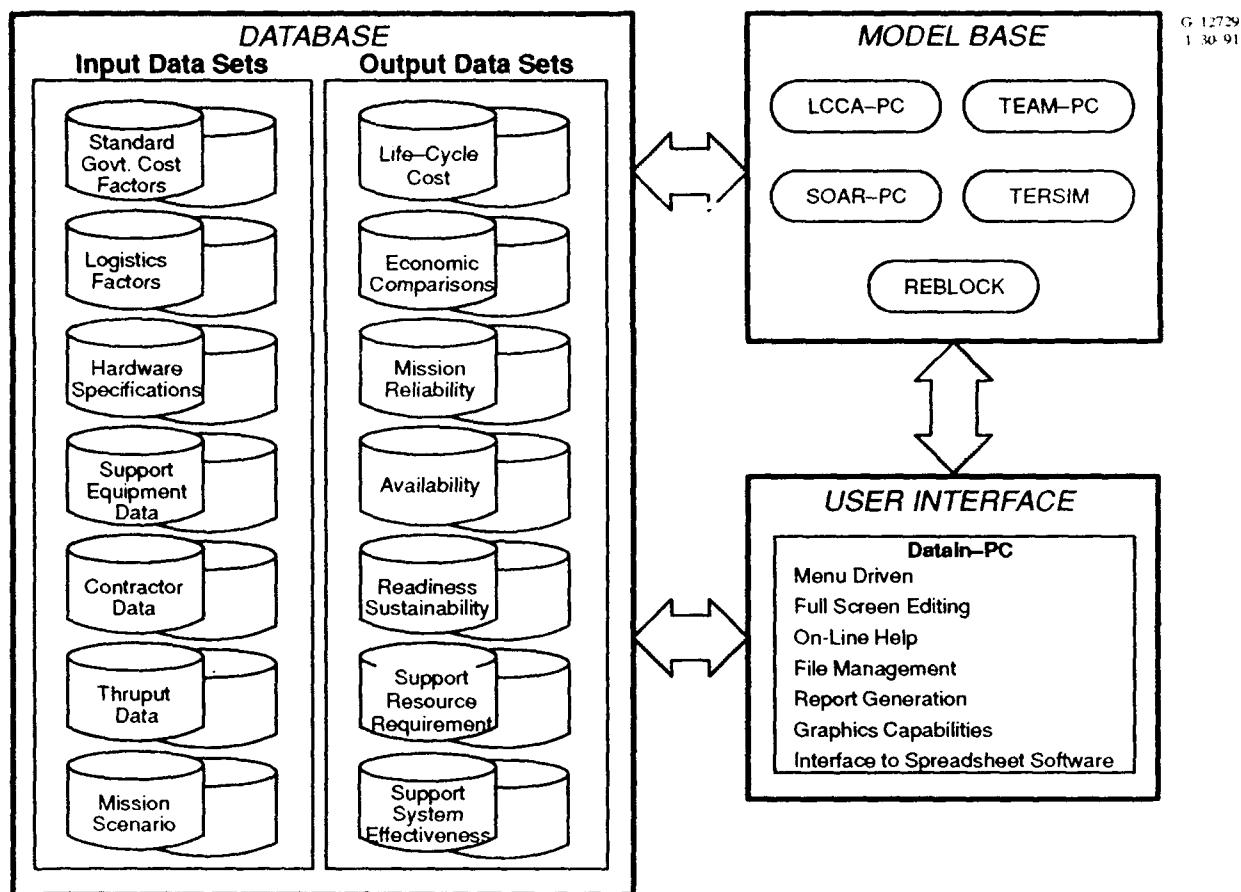 G 12729
1 30 91
DATABASE
Input Data Sets
Standard
Govt. Cost
Factors
Logistics
Factors
Hardware
Specifications
Support
Equipment
Data
Contractor
Data
Thruput
Data
Mission
Scenario
Output Data Sets
Life–Cycle
Cost
Economic
Comparisons
Mission
Reliability
Availability
Readiness
Sustainability
Support
Resource
Requirement
Support
System
Effectiveness
MODEL BASE
LCCA–PC
TEAM–PC
SOAR–PC
TERSIM
REBLOCK
USER INTERFACE
DataIn–PC
Menu Driven
Full Screen Editing
On-Line Help
File Management
Report Generation
Graphics Capabilities
Interface to Spreadsheet Software